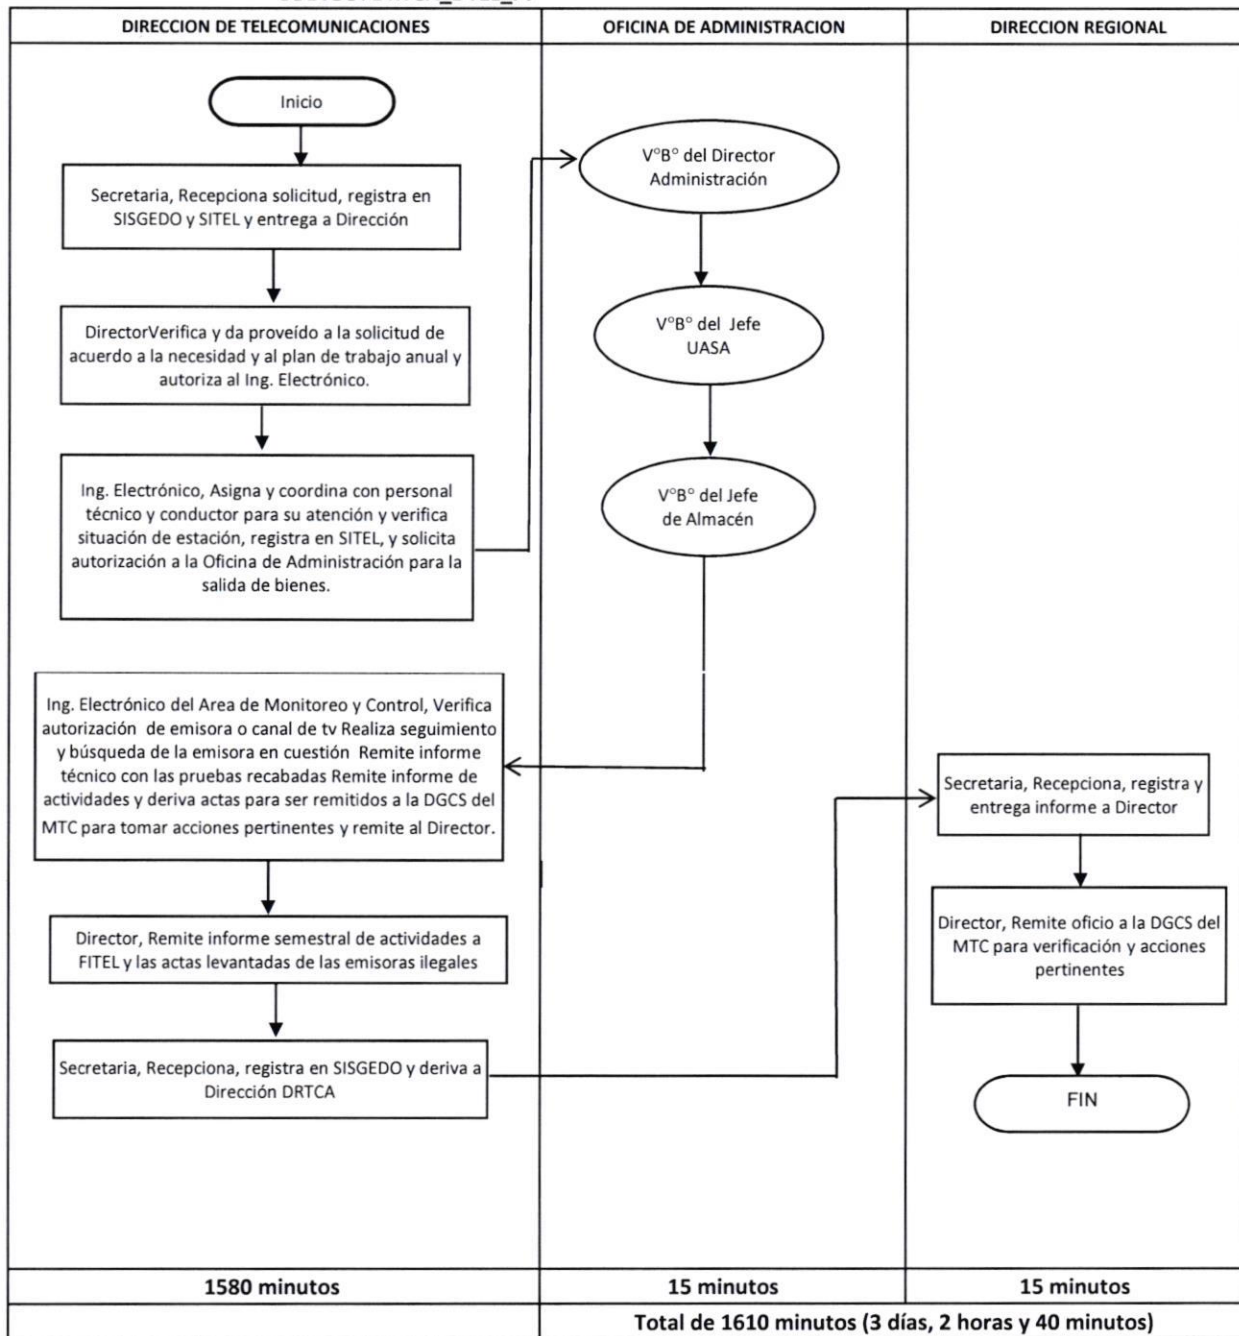 DIRECCION DE TELECOMUNICACIONES
OFICINA DE ADMINISTRACION
DIRECCION REGIONAL
Inicio
Secretaria, Recepciona solicitud, registra en
SISGEDO y SITEL y entrega a Dirección
DirectorVerifica y da proveído a la solicitud de
acuerdo a la necesidad y al plan de trabajo anual y
autoriza al Ing. Electrónico.
Ing. Electrónico, Asigna y coordina con personal
técnico y conductor para su atención y verifica
situación de estación, registra en SITEL, y solicita
autorización a la Oficina de Administración para la
salida de bienes.
V°B° del Director
Administración
V°B° del Jefe
UASA
V°B° del Jefe
de Almacén
Ing. Electrónico del Area de Monitoreo y Control, Verifica
autorización de emisora o canal de tv Realiza seguimiento
y búsqueda de la emisora en cuestión Remite informe
técnico con las pruebas recabadas Remite informe de
actividades y deriva actas para ser remitidos a la DGCS del
MTC para tomar acciones pertinentes y remite al Director.
Director, Remite informe semestral de actividades a
FITEL y las actas levantadas de las emisoras ilegales
Secretaria, Recepciona, registra en SISGEDO y deriva a
Dirección DRTCA
Secretaria, Recepciona, registra y
entrega informe a Director
Director, Remite oficio a la DGCS del
MTC para verificación y acciones
pertinentes
FIN
1580 minutos
15 minutos
15 minutos
Total de 1610 minutos (3 días, 2 horas y 40 minutos)